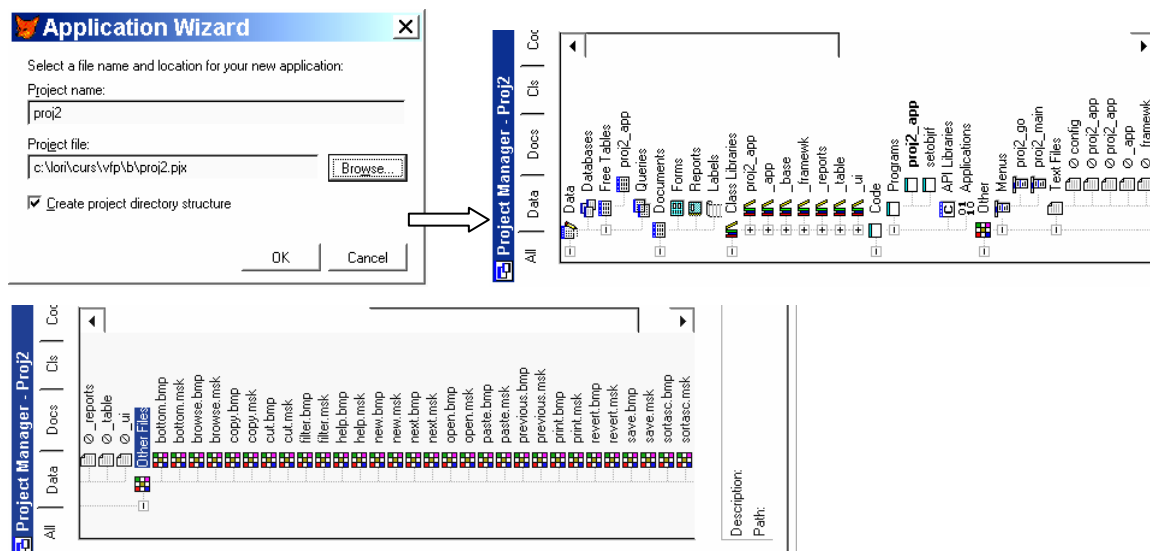 Application Wizard
Select a file name and location for your new application:
Project name:
proj2
Project file:
c:\lori\curs\vfp\b\proj2.pjx
Browse...
Create project directory structure
OK
Cancel
Project Manager - Proj2
All
Data
Docs
Cls
Coc
Data
Databases
Free Tables
proj2_app
Queries
Documents
Forms
Reports
Labels
Class Libraries
proj2_app
_app
_base
_framewk
_reports
_table
_ui
Code
Programs
proj2_app
setobjrf
API Libraries
Applications
Other
Menus
proj2_go
proj2_main
Text Files
config
proj2_app
proj2_app
_app
_framewk
Project Manager - Proj2
All
Data
Docs
Cls
Coc
_reports
_table
_ui
Other Files
bottom.bmp
bottom.msk
browse.bmp
browse.msk
copy.bmp
copy.msk
cut.bmp
cut.msk
filter.bmp
filter.msk
help.bmp
help.msk
new.bmp
new.msk
next.bmp
next.msk
open.bmp
open.msk
paste.bmp
paste.msk
previous.bmp
previous.msk
print.bmp
print.msk
revert.bmp
revert.msk
save.bmp
save.msk
sortasc.bmp
sortasc.msk
Description:
Path: